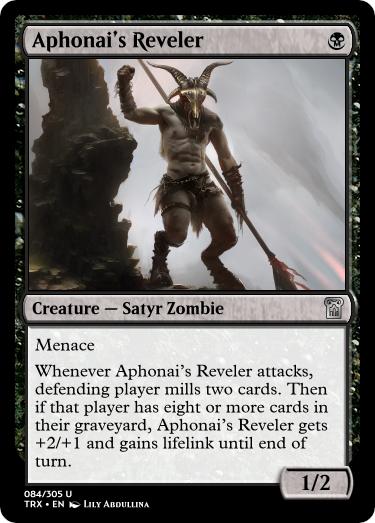 Aphonai's Reveler
Creature — Satyr Zombie
Menace
Whenever Aphonai's Reveler attacks,
defending player mills two cards. Then
if that player has eight or more cards in
their graveyard, Aphonai's Reveler gets
+2/+1 and gains lifelink until end of
turn.
1/2
084/305 U
TRX • EN Lily Abdullina